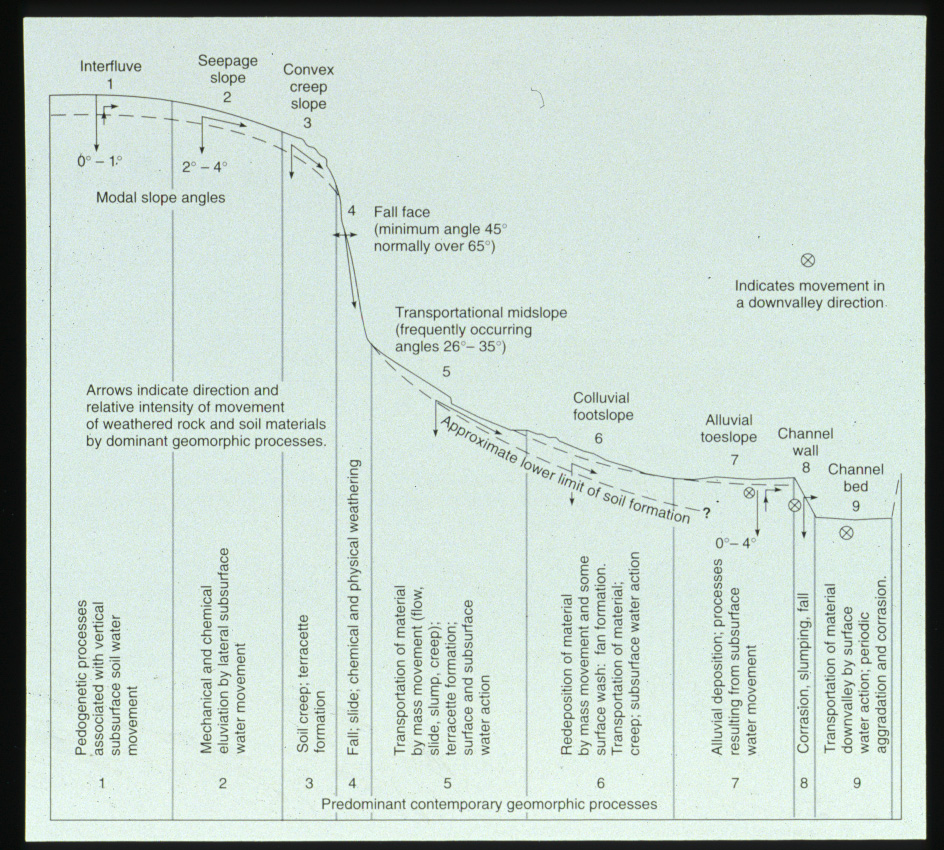 Interfluve
1
Seepage
slope
2
Convex
creep
slope
3
0° – 1°
2° – 4°
Modal slope angles
4
Fall face
(minimum angle 45°
normally over 65°)
Indicates movement in
a downvalley direction
Transportational midslope
(frequently occurring
angles 26°– 35°)
5
Arrows indicate direction and
relative intensity of movement
of weathered rock and soil materials
by dominant geomorphic processes.
Colluvial
footslope
6
Alluvial
toeslope
7
Channel
wall
8
Channel
bed
9
Approximate lower limit of soil formation
?
0°– 4°
Pedogenetic processes
associated with vertical
subsurface soil water
movement
Mechanical and chemical
eluviation by lateral subsurface
water movement
Soil creep; terracette
formation
Fall; slide; chemical and physical weathering
Transportation of material
by mass movement (flow,
slide, slump, creep);
terracette formation;
surface and subsurface
water action
Redeposition of material
by mass movement and some
surface wash: fan formation.
Transportation of material;
creep; subsurface water action
Alluvial deposition; processes
resulting from subsurface
water movement
Corrasion, slumping, fall
Transportation of material
downvalley by surface
water action; periodic
aggradation and corrasion.
1
2
3
4
5
6
7
8
9
Predominant contemporary geomorphic processes